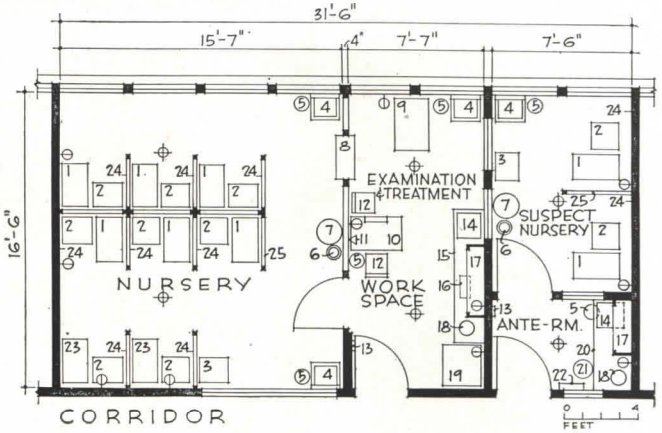 31'-6"
15'-7" 4" 7'-7" 7'-6"
16'-6"
5 4 9 5 4 4 5 24
8 3 2
1 24 1 24 1 24 1
2 2 2 EXAMINATION
& TREATMENT 25 24
12 7
2 1 2 1 2 1 7 11 10 14 SUSPECT
NURSERY 2
24 24 24 25 6 5 12 15 17 6 1
NURSERY WORK
SPACE 16
13 5 14
18 ANTE-RM. 17
23 24 23 24 13 20
2 2 3 5 4 19 22 21 18
CORRIDOR 0 4
FEET